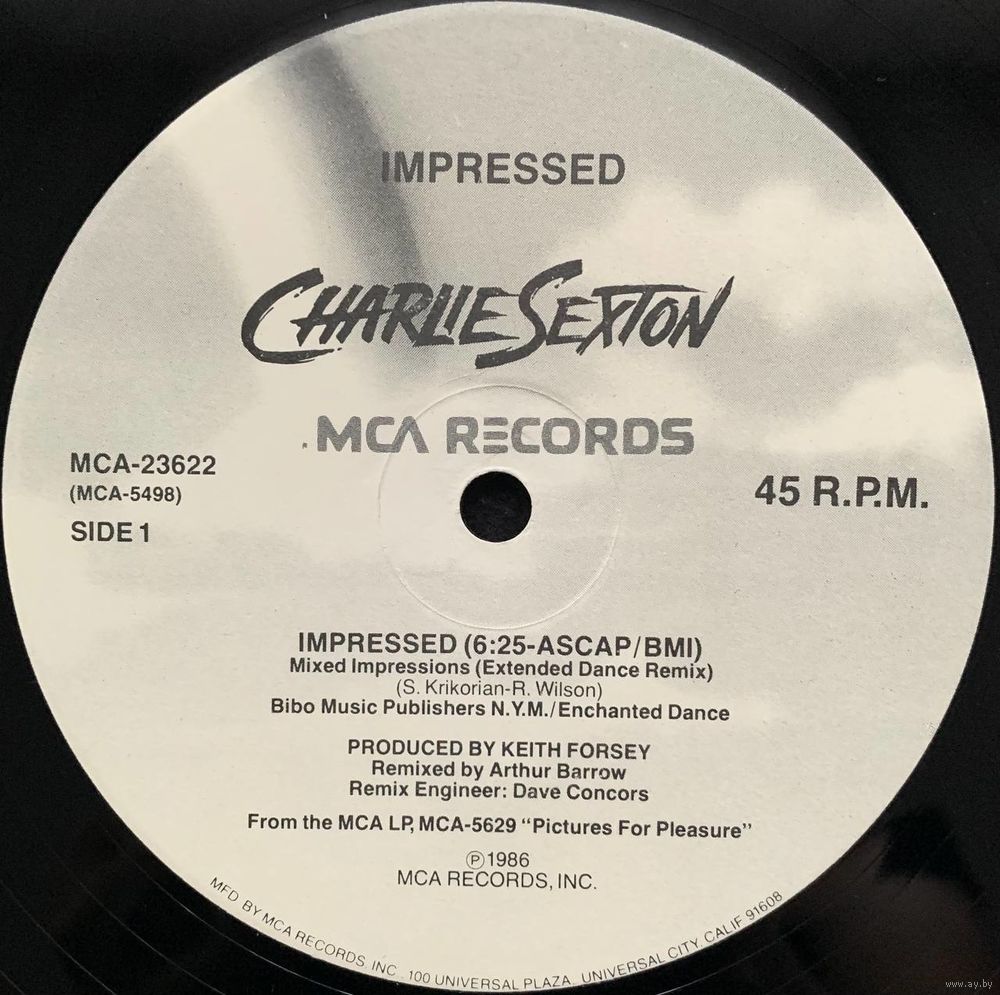 IMPRESSED
CHARLIE SEXTON
MCA RECORDS
MCA-23622
(MCA-5498)
SIDE 1
45 R.P.M.
IMPRESSED (6:25-ASCAP/BMI)
Mixed Impressions (Extended Dance Remix)
(S. Krikorian-R. Wilson)
Bibo Music Publishers N.Y.M./Enchanted Dance
PRODUCED BY KEITH FORSEY
Remixed by Arthur Barrow
Remix Engineer: Dave Concors
From the MCA LP, MCA-5629 “Pictures For Pleasure”
Ⓟ1986
MCA RECORDS, INC.
MFD BY MCA RECORDS, INC., 100 UNIVERSAL PLAZA, UNIVERSAL CITY, CALIF 91608
www.ay.by